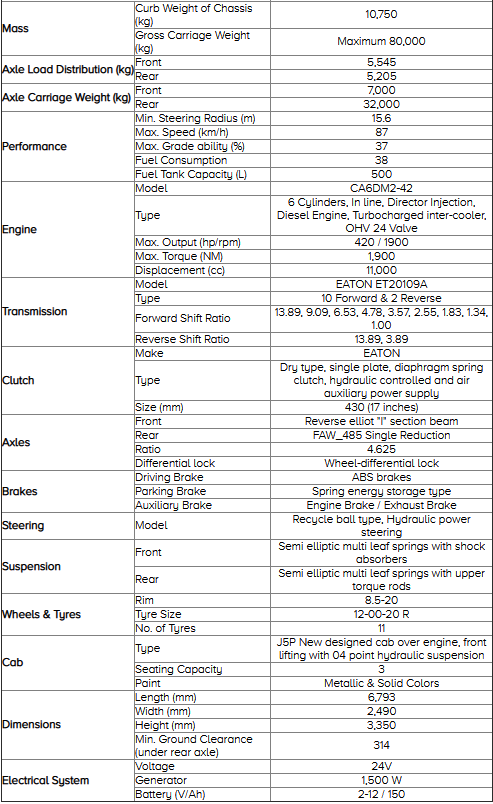 Mass
Curb Weight of Chassis
(kg)
10,750
Gross Carriage Weight
(kg)
Maximum 80,000
Axle Load Distribution (kg)
Front
5,545
Rear
5,205
Axle Carriage Weight (kg)
Front
7,000
Rear
32,000
Performance
Min. Steering Radius (m)
15.6
Max. Speed (km/h)
87
Max. Grade ability (%)
37
Fuel Consumption
38
Fuel Tank Capacity (L)
500
Engine
Model
CA6DM2-42
Type
6 Cylinders, In line, Director Injection,
Diesel Engine, Turbocharged inter-cooler,
OHV 24 Valve
Max. Output (hp/rpm)
420 / 1900
Max. Torque (NM)
1,900
Displacement (cc)
11,000
Transmission
Model
EATON ET20109A
Type
10 Forward & 2 Reverse
Forward Shift Ratio
13.89, 9.09, 6.53, 4.78, 3.57, 2.55, 1.83, 1.34,
1.00
Reverse Shift Ratio
13.89, 3.89
Clutch
Make
EATON
Type
Dry type, single plate, diaphragm spring
clutch, hydraulic controlled and air
auxiliary power supply
Size (mm)
430 (17 inches)
Axles
Front
Reverse elliot "I" section beam
Rear
FAW_485 Single Reduction
Ratio
4.625
Differential lock
Wheel-differential lock
Brakes
Driving Brake
ABS brakes
Parking Brake
Spring energy storage type
Auxiliary Brake
Engine Brake / Exhaust Brake
Steering
Model
Recycle ball type, Hydraulic power
steering
Suspension
Front
Semi elliptic multi leaf springs with shock
absorbers
Rear
Semi elliptic multi leaf springs with upper
torque rods
Wheels & Tyres
Rim
8.5-20
Tyre Size
12-00-20 R
No. of Tyres
11
Cab
Type
J5P New designed cab over engine, front
lifting with 04 point hydraulic suspension
Seating Capacity
3
Paint
Metallic & Solid Colors
Dimensions
Length (mm)
6,793
Width (mm)
2,490
Height (mm)
3,350
Min. Ground Clearance
(under rear axle)
314
Electrical System
Voltage
24V
Generator
1,500 W
Battery (V/Ah)
2-12 / 150